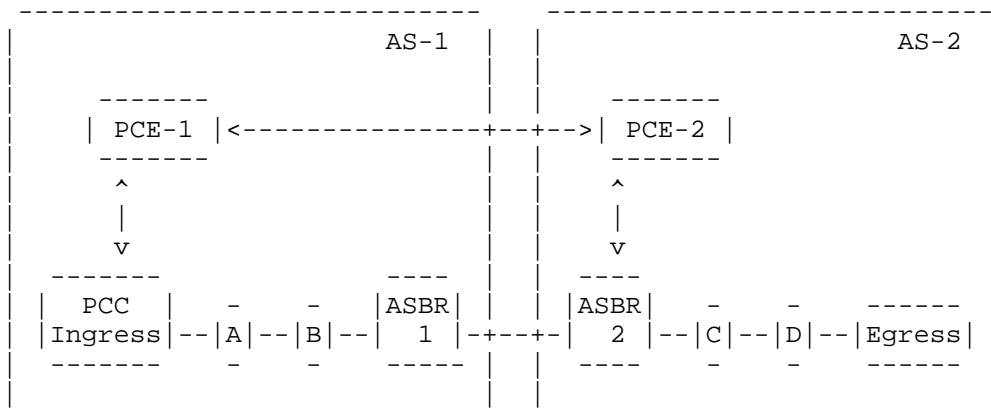 AS-1 AS-2
PCE-1 PCE-2
PCC ASBR ASBR
Ingress A B 1 2 C D Egress